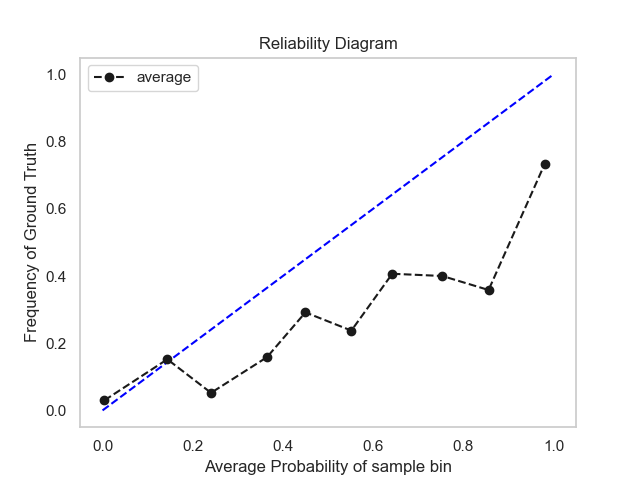 Reliability Diagram
average
1.0
0.8
0.6
0.4
0.2
0.0
Frequency of Ground Truth
0.0 0.2 0.4 0.6 0.8 1.0
Average Probability of sample bin